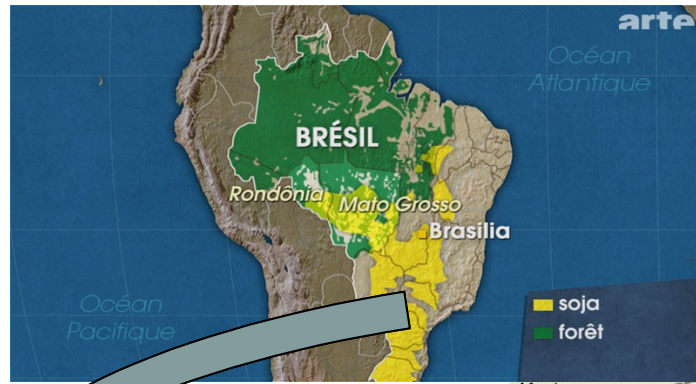 arte
Océan
Atlantique
BRÉSIL
Rondônia
Mato Grosso
Brasilia
Océan
Pacifique
soja
forêt